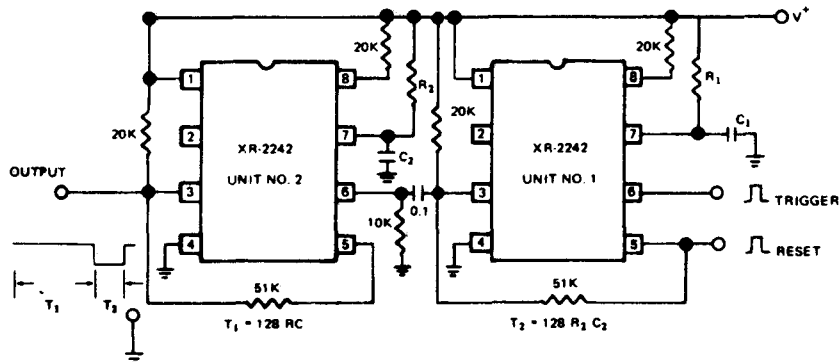 V⁺
20K
20K
1
8
R₂
1
8
R₁
20K
2
XR-2242
7
20K
2
XR-2242
7
C₁
C₂
OUTPUT
UNIT NO. 2
UNIT NO. 1
3
6
0.1
3
6
TRIGGER
4
5
10K
4
5
RESET
51K
51K
T₁ T₂
T₁ = 128 RC
T₂ = 128 R₂ C₂